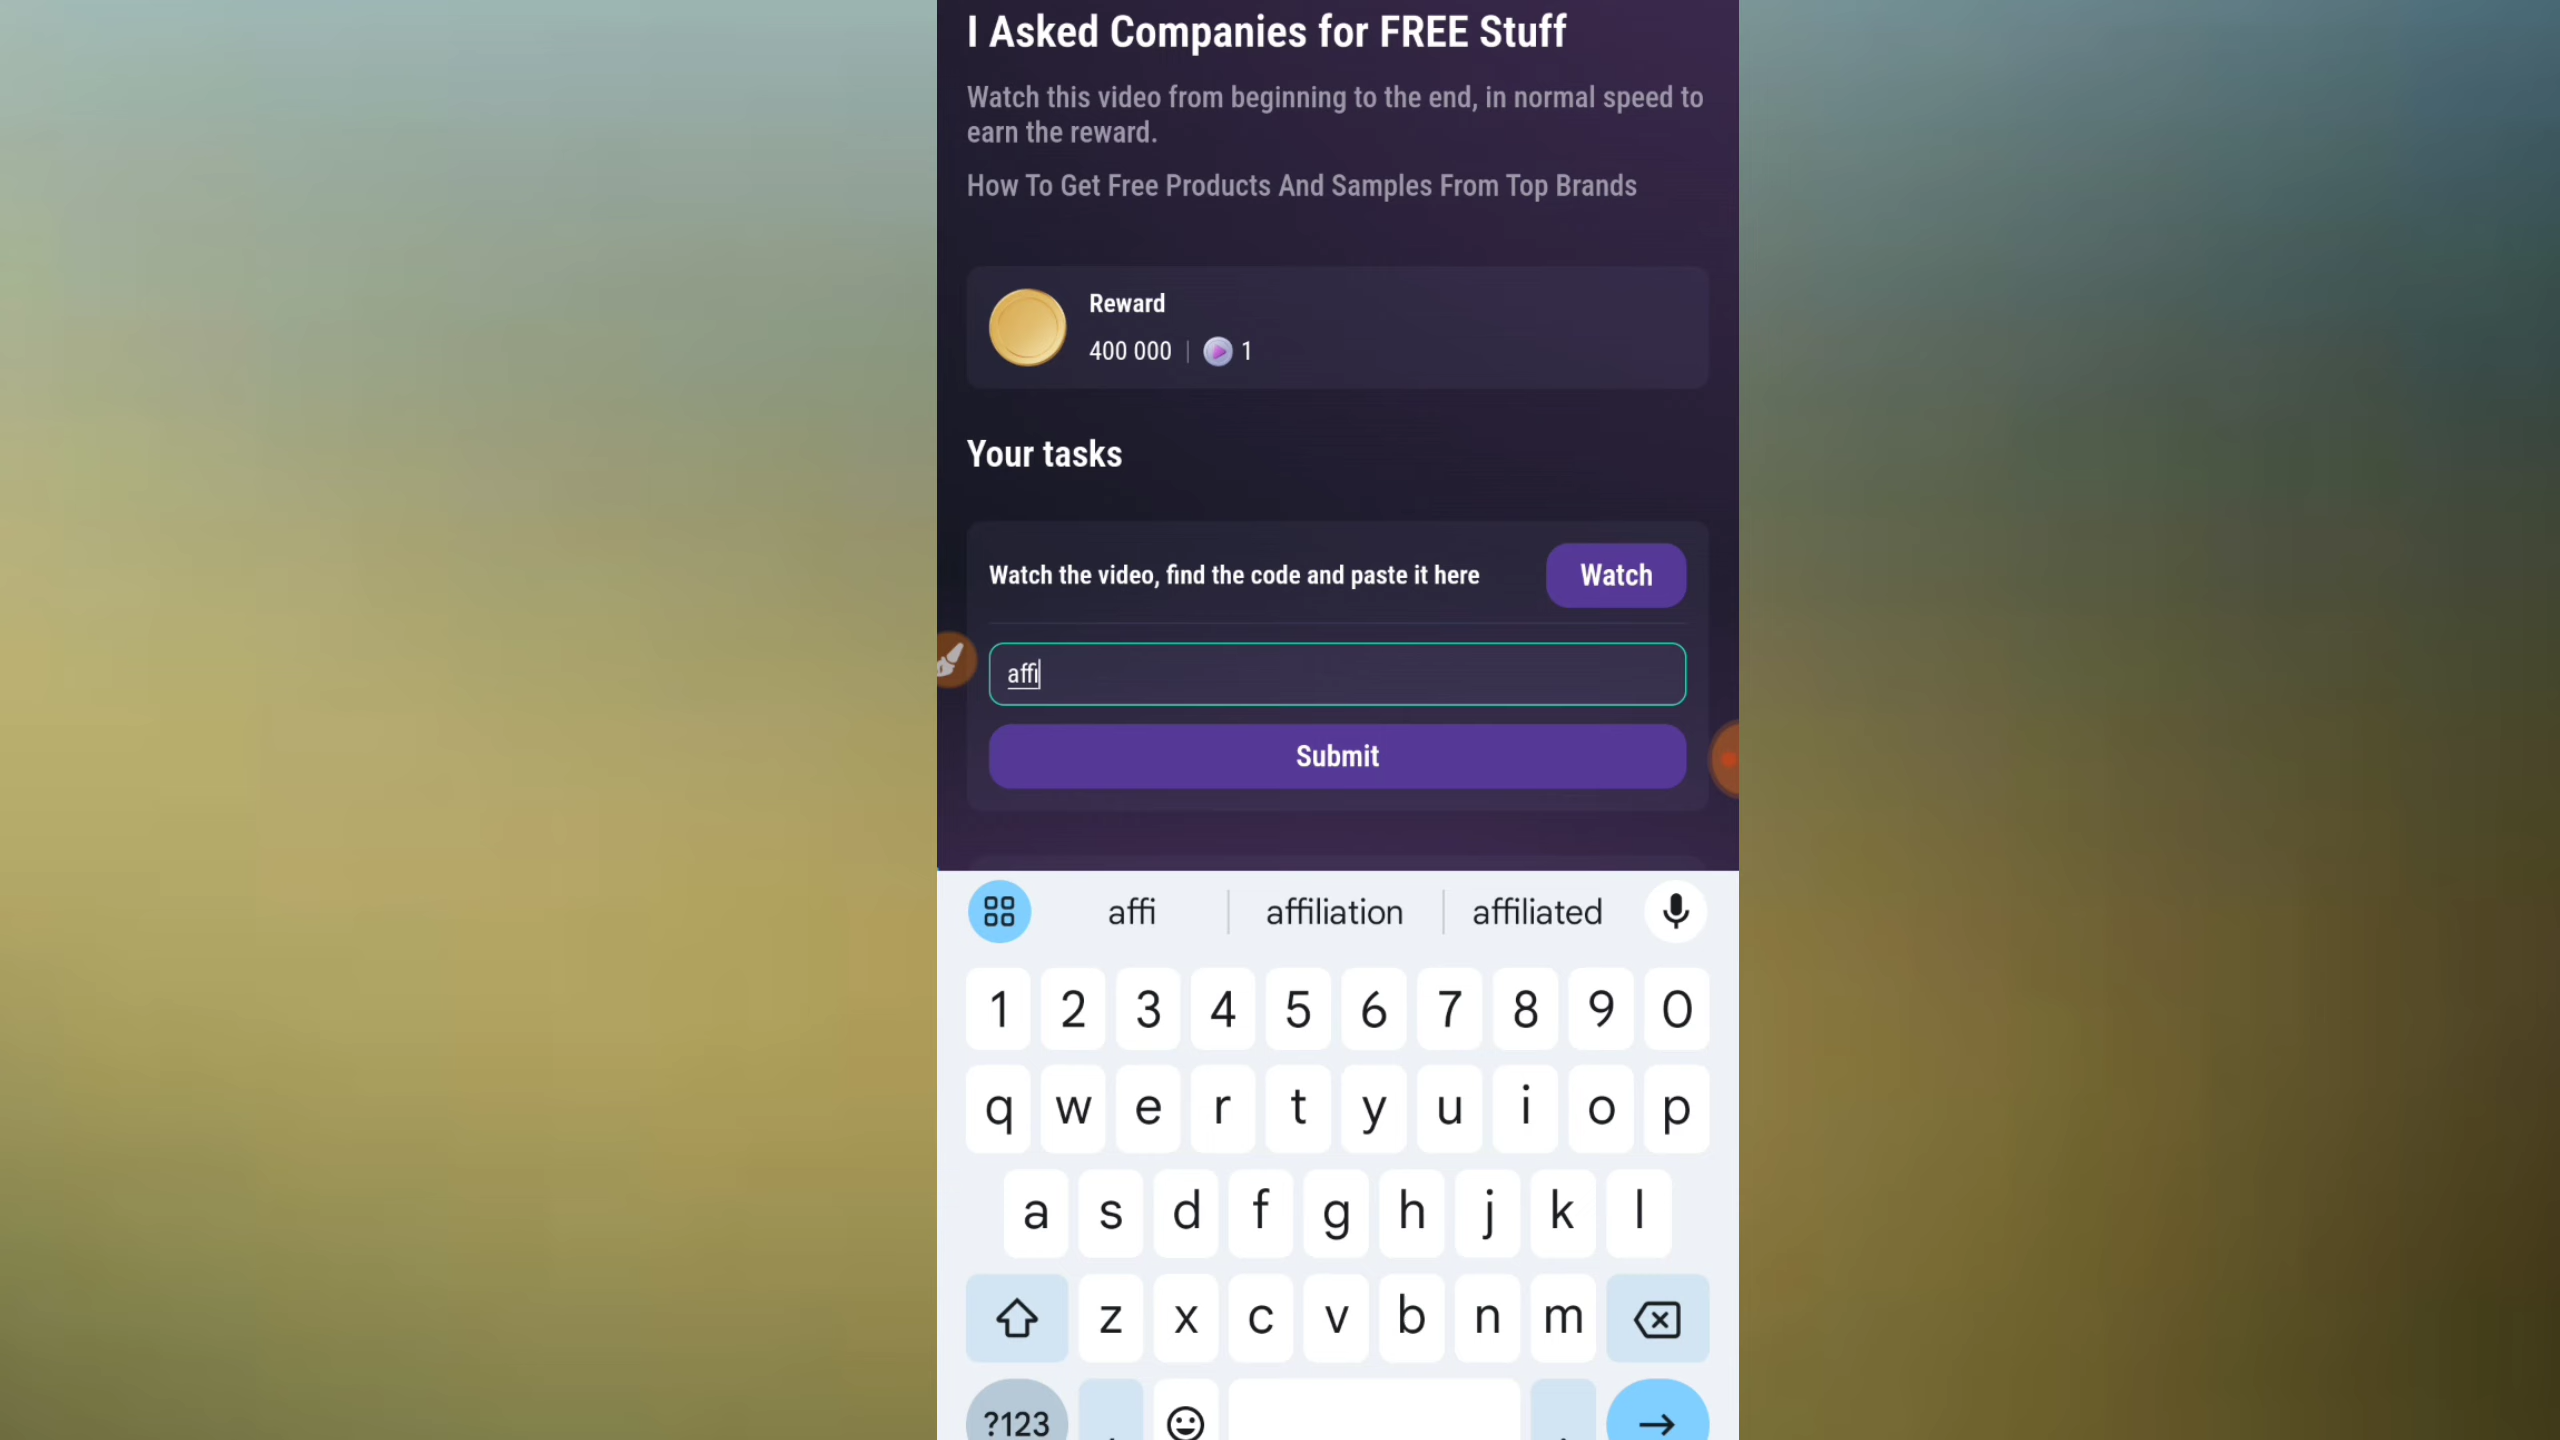 I Asked Companies for FREE Stuff
Watch this video from beginning to the end, in normal speed to
earn the reward.
How To Get Free Products And Samples From Top Brands
Reward
400 000 | 1
Your tasks
Watch the video, find the code and paste it here
Watch
affi
Submit
affi affiliation affiliated
1 2 3 4 5 6 7 8 9 0
q w e r t y u i o p
a s d f g h j k l
z x c v b n m
?123